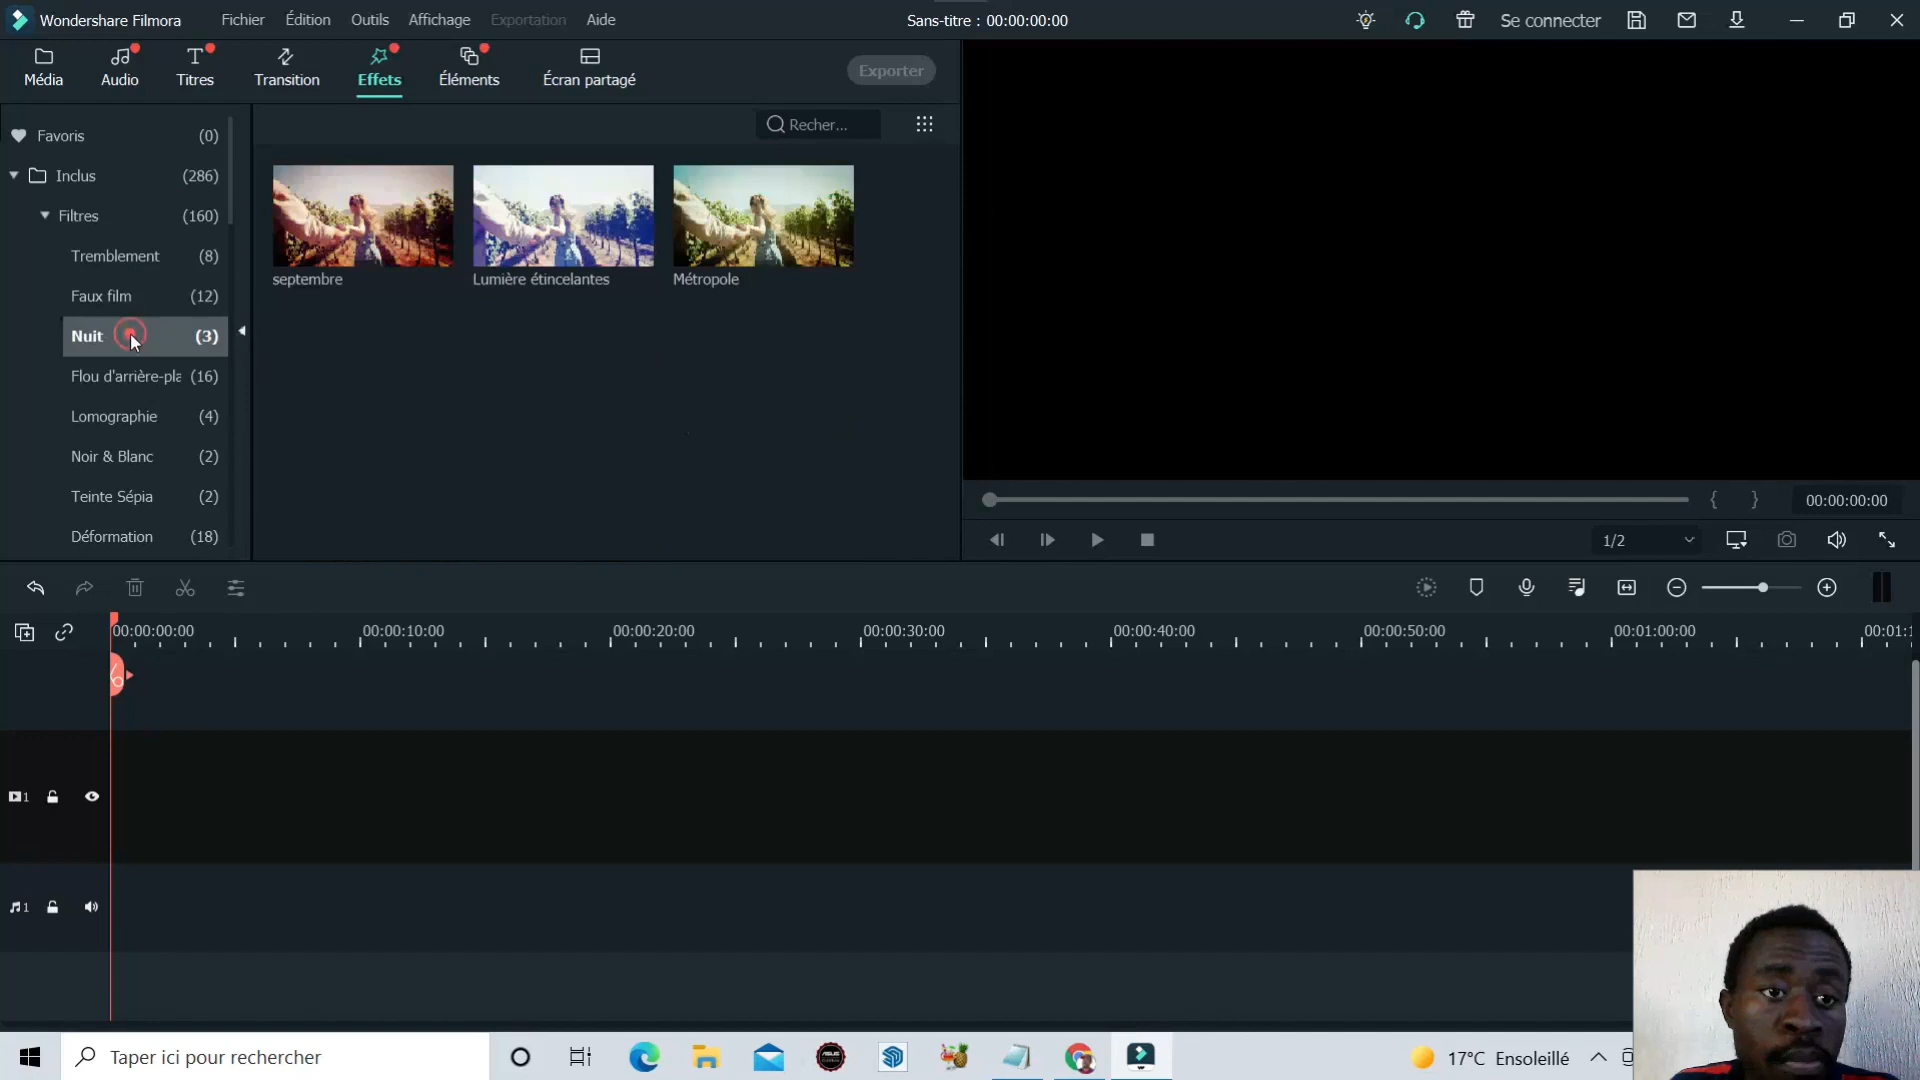 Wondershare Filmora
Fichier
Édition
Outils
Affichage
Exportation
Aide
Sans-titre : 00:00:00:00
Se connecter
Média
Audio
Titres
Transition
Effets
Éléments
Écran partagé
Exporter
Favoris (0)
Inclus (286)
Filtres (160)
Tremblement (8)
Faux film (12)
Nuit (3)
Flou d'arrière-pla (16)
Lomographie (4)
Noir & Blanc (2)
Teinte Sépia (2)
Déformation (18)
Recher...
septembre
Lumière étincelantes
Métropole
{ }
00:00:00:00
1/2
00:00:00:00
00:00:10:00
00:00:20:00
00:00:30:00
00:00:40:00
00:00:50:00
00:01:00:00
00:01:1
1
1
Taper ici pour rechercher
17°C Ensoleillé